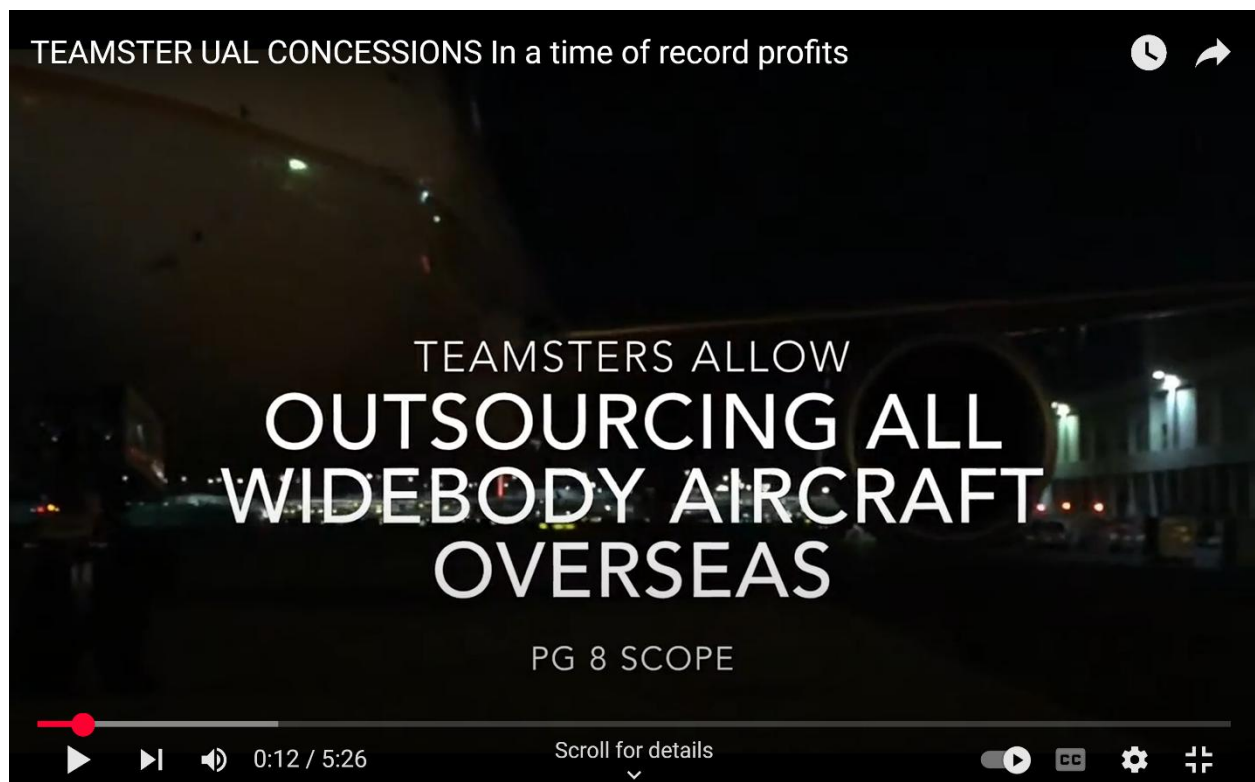 TEAMSTER UAL CONCESSIONS In a time of record profits
TEAMSTERS ALLOW
OUTSOURCING ALL
WIDEBODY AIRCRAFT
OVERSEAS
PG 8 SCOPE
0:12 / 5:26
Scroll for details
CC